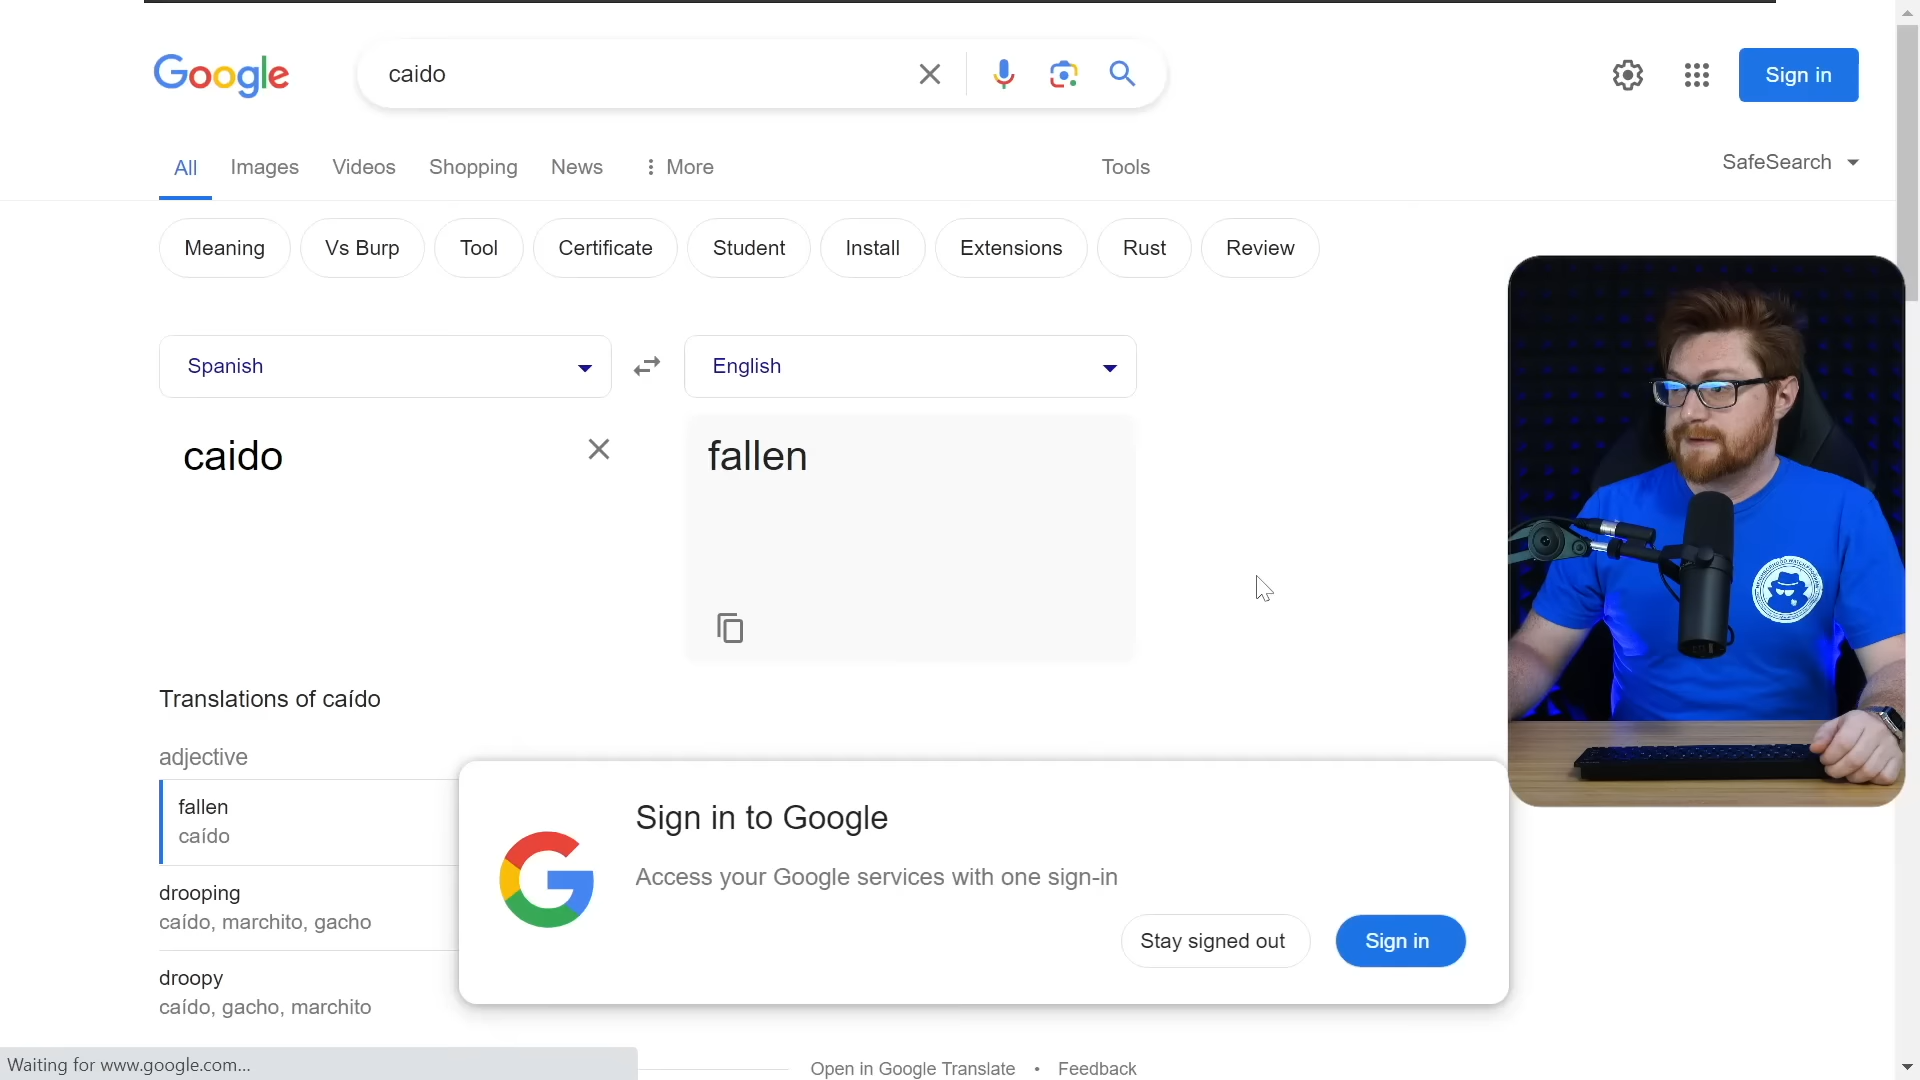 Google
caido
Sign in
All Images Videos Shopping News More Tools SafeSearch
Meaning Vs Burp Tool Certificate Student Install Extensions Rust Review
Spanish English
caido fallen
Translations of caído
adjective
fallen
caído
drooping
caído, marchito, gacho
droopy
caído, gacho, marchito
Sign in to Google
Access your Google services with one sign-in
Stay signed out Sign in
Waiting for www.google.com...
Open in Google Translate • Feedback